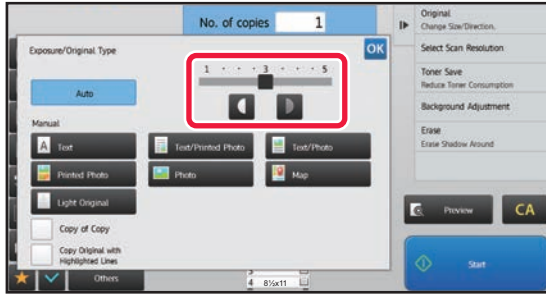 No. of copies 1
Exposure/Original Type
OK
1 3 5
Auto
Manual
A Text
Text/Printed Photo
Text/Photo
Printed Photo
Photo
Map
Light Original
Copy of Copy
Copy Original with
Highlighted Lines
Others
4 8½x11
Original
Change Size/Direction.
Select Scan Resolution
Toner Save
Reduce Toner Consumption
Background Adjustment
Erase
Erase Shadow Around
Preview
CA
Start